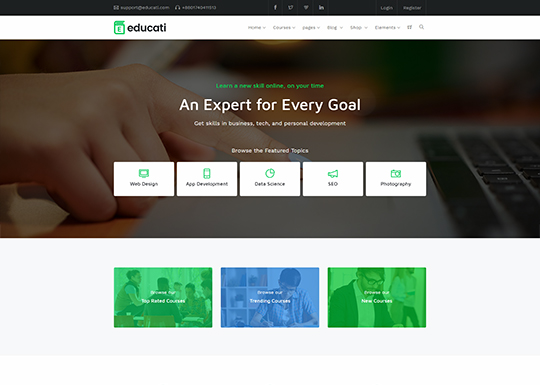 support@educati.com +8801740411513 Login Register
E educati Home Courses pages Blog Shop Elements
Learn a new skill online, on your time
An Expert for Every Goal
Get skills in business, tech, and personal development
Browse the Featured Topics
Web Design App Development Data Science SEO Photography
Browse our Browse our Browse our
Top Rated Courses Trending Courses New Courses